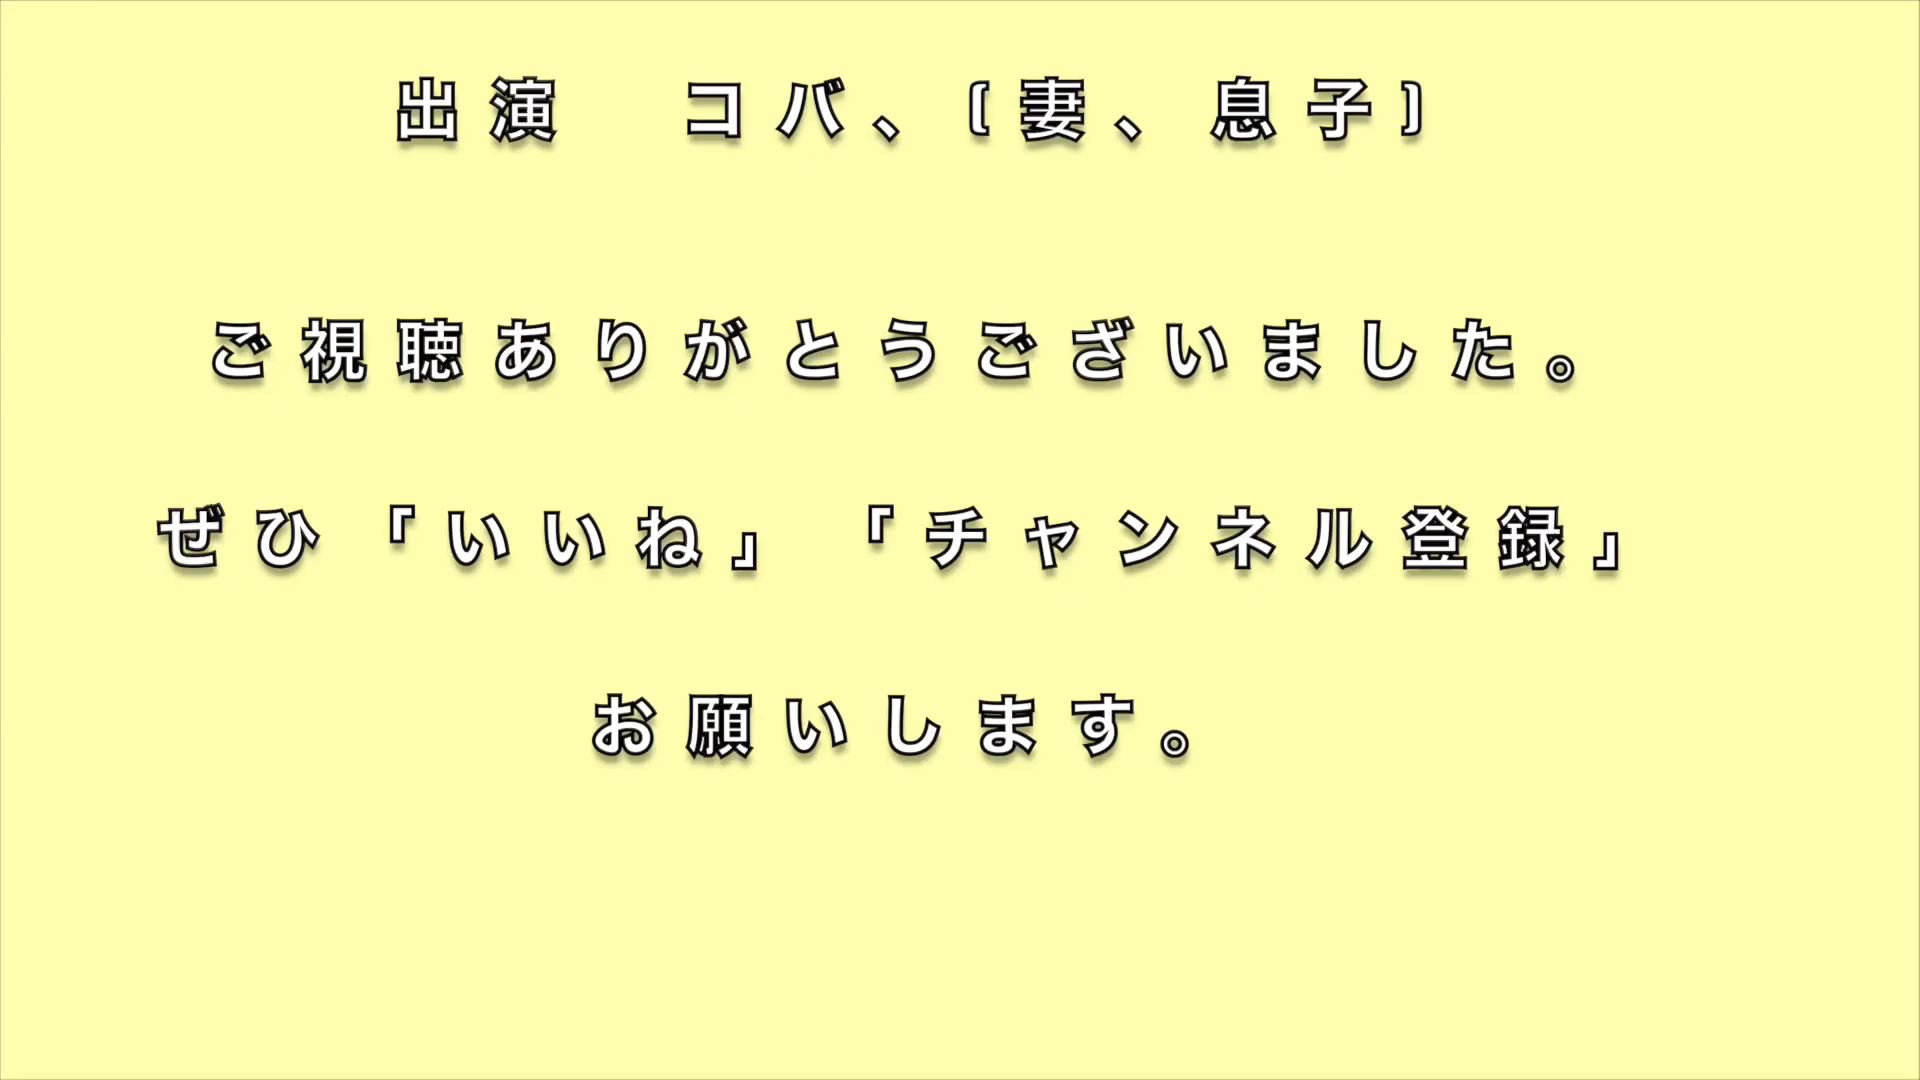 出演　コバ、(妻、息子)
ご視聴ありがとうございました。
ぜひ「いいね」「チャンネル登録」
お願いします。